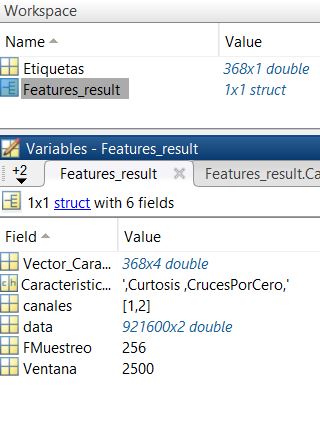 Workspace
Name Value
Etiquetas 368x1 double
Features_result 1x1 struct
Variables - Features_result
+2 Features_result Features_result.Ca
1x1 struct with 6 fields
Field Value
Vector_Cara... 368x4 double
Caracteristic... ',Curtosis ,CrucesPorCero,'
canales [1,2]
data 921600x2 double
FMuestreo 256
Ventana 2500